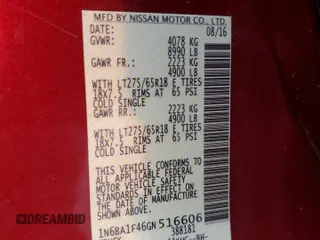 MFD BY NISSAN MOTOR CO., LTD.
DATE: 08/16
GVWR: 4078 KG
8990 LB
GAWR FR.: 2223 KG
4900 LB
WITH LT275/65R18 E TIRES
18X7.5 RIMS AT 65 PSI
COLD SINGLE
GAWR RR.: 2223 KG
4900 LB
WITH LT275/65R18 E TIRES
18X7.5 RIMS AT 65 PSI
COLD SINGLE
THIS VEHICLE CONFORMS TO
ALL APPLICABLE FEDERAL
MOTOR VEHICLE SAFETY
STANDARDS IN EFFECT ON
THE DATE OF MANUFACTURE
SHOWN ABOVE.
1N6BA1F46GN516606
388181
DREAMBID